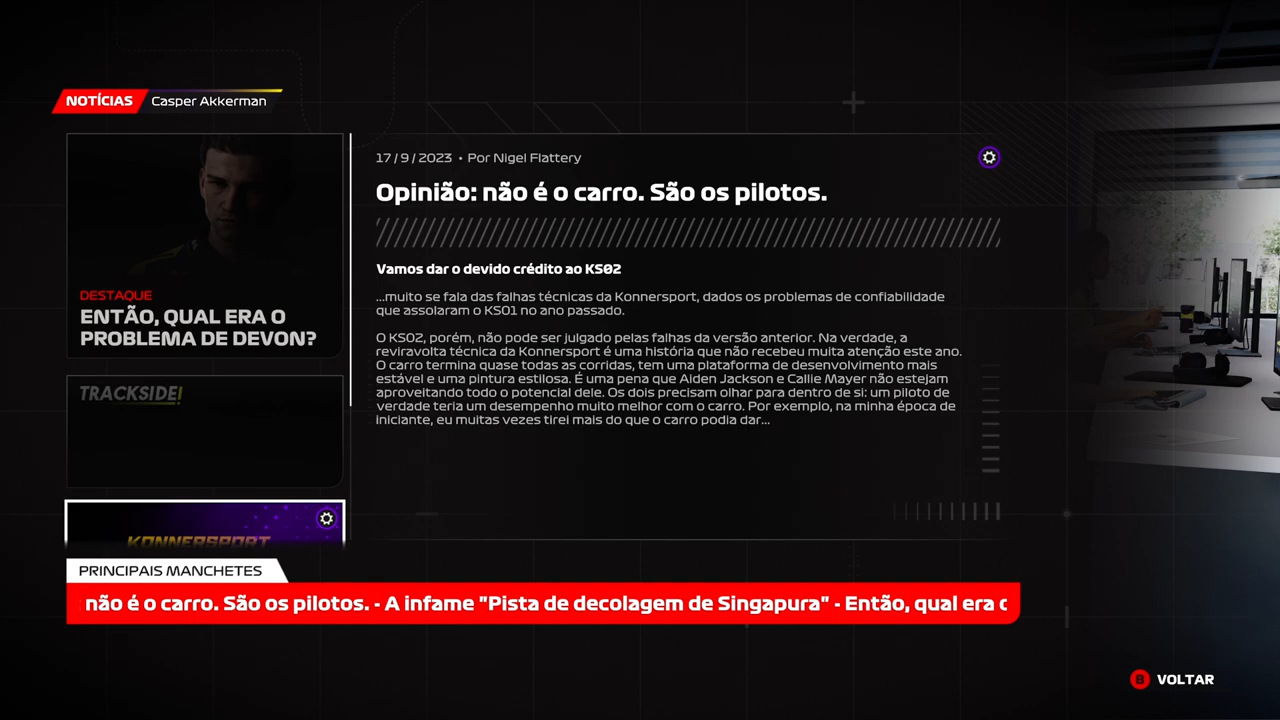 NOTÍCIAS Casper Akkerman
DESTAQUE
ENTÃO, QUAL ERA O
PROBLEMA DE DEVON?
TRACKSIDE!
KONNERSPORT
17/9/2023 • Por Nigel Flattery
Opinião: não é o carro. São os pilotos.
Vamos dar o devido crédito ao KS02
...muito se fala das falhas técnicas da Konnersport, dados os problemas de confiabilidade
que assolaram o KS01 no ano passado.
O KS02, porém, não pode ser julgado pelas falhas da versão anterior. Na verdade, a
reviravolta técnica da Konnersport é uma história que não recebeu muita atenção este ano.
O carro termina quase todas as corridas, tem uma plataforma de desenvolvimento mais
estável e uma pintura estilosa. É uma pena que Aiden Jackson e Callie Mayer não estejam
aproveitando todo o potencial dele. Os dois precisam olhar para dentro de si: um piloto de
verdade teria um desempenho muito melhor com o carro. Por exemplo, na minha época de
iniciante, eu muitas vezes tirei mais do que o carro podia dar...
PRINCIPAIS MANCHETES
: não é o carro. São os pilotos. - A infame "Pista de decolagem de Singapura" - Então, qual era
B VOLTAR